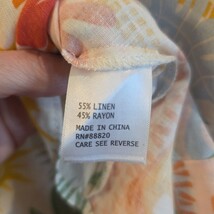 55% LINEN
45% RAYON
MADE IN CHINA
RN#88820
CARE SEE REVERSE